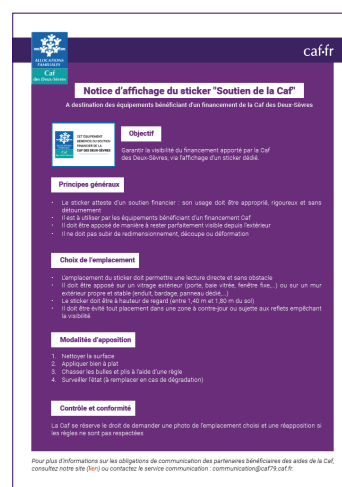 ALLOCATIONS
FAMILIALES
Caf
des Deux-Sèvres
caf•fr
Notice d'affichage du sticker "Soutien de la Caf"
A destination des équipements bénéficiant d'un financement de la Caf des Deux-Sèvres
CET ÉQUIPEMENT
BÉNÉFICIE DU SOUTIEN
FINANCIER DE LA
CAF DES DEUX-SÈVRES
Objectif
Garantir la visibilité du financement apporté par la Caf
des Deux-Sèvres, via l'affichage d'un sticker dédié.
Principes généraux
• Le sticker atteste d'un soutien financier : son usage doit être approprié, rigoureux et sans
détournement
• Il est à utiliser par les équipements bénéficiant d'un financement Caf
• Il doit être apposé de manière à rester parfaitement visible depuis l'extérieur
• Il ne doit pas subir de redimensionnement, découpe ou déformation
Choix de l'emplacement
• L'emplacement du sticker doit permettre une lecture directe et sans obstacle
• Il doit être apposé sur un vitrage extérieur (porte, baie vitrée, fenêtre fixe,...) ou sur un mur
extérieur propre et stable (enduit, bardage, panneau dédié,...)
• Le sticker doit être à hauteur de regard (entre 1,40 m et 1,80 m du sol)
• Il doit être évité tout placement dans une zone à contre-jour ou sujette aux reflets empêchant
la visibilité
Modalités d'apposition
1. Nettoyer la surface
2. Appliquer bien à plat
3. Chasser les bulles et plis à l'aide d'une règle
4. Surveiller l'état (à remplacer en cas de dégradation)
Contrôle et conformité
La Caf se réserve le droit de demander une photo de l'emplacement choisi et une réapposition si
les règles ne sont pas respectées
Pour plus d'informations sur les obligations de communication des partenaires bénéficiaires des aides de la Caf,
consultez notre site (lien) ou contactez le service communication : communication@caf79.caf.fr.